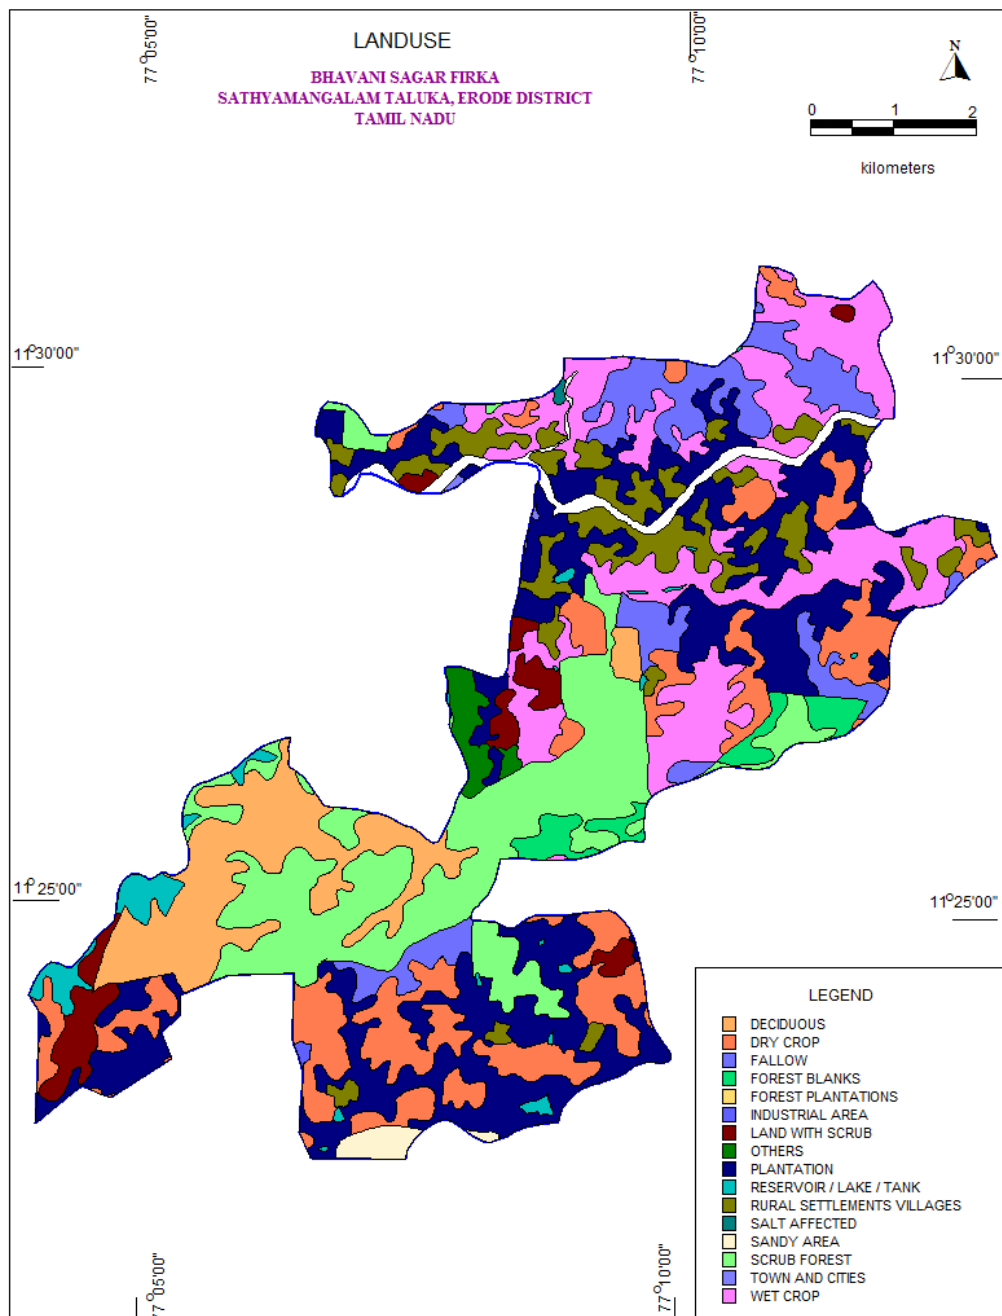 77°05'00"
77°10'00"
LANDUSE
N
BHAVANI SAGAR FIRKA
SATHYAMANGALAM TALUKA, ERODE DISTRICT
TAMIL NADU
0 1 2
kilometers
11°30'00"
11°30'00"
11°25'00"
11°25'00"
LEGEND
DECIDUOUS
DRY CROP
FALLOW
FOREST BLANKS
FOREST PLANTATIONS
INDUSTRIAL AREA
LAND WITH SCRUB
OTHERS
PLANTATION
RESERVOIR / LAKE / TANK
RURAL SETTLEMENTS VILLAGES
SALT AFFECTED
SANDY AREA
SCRUB FOREST
TOWN AND CITIES
WET CROP
77°05'00"
77°10'00"